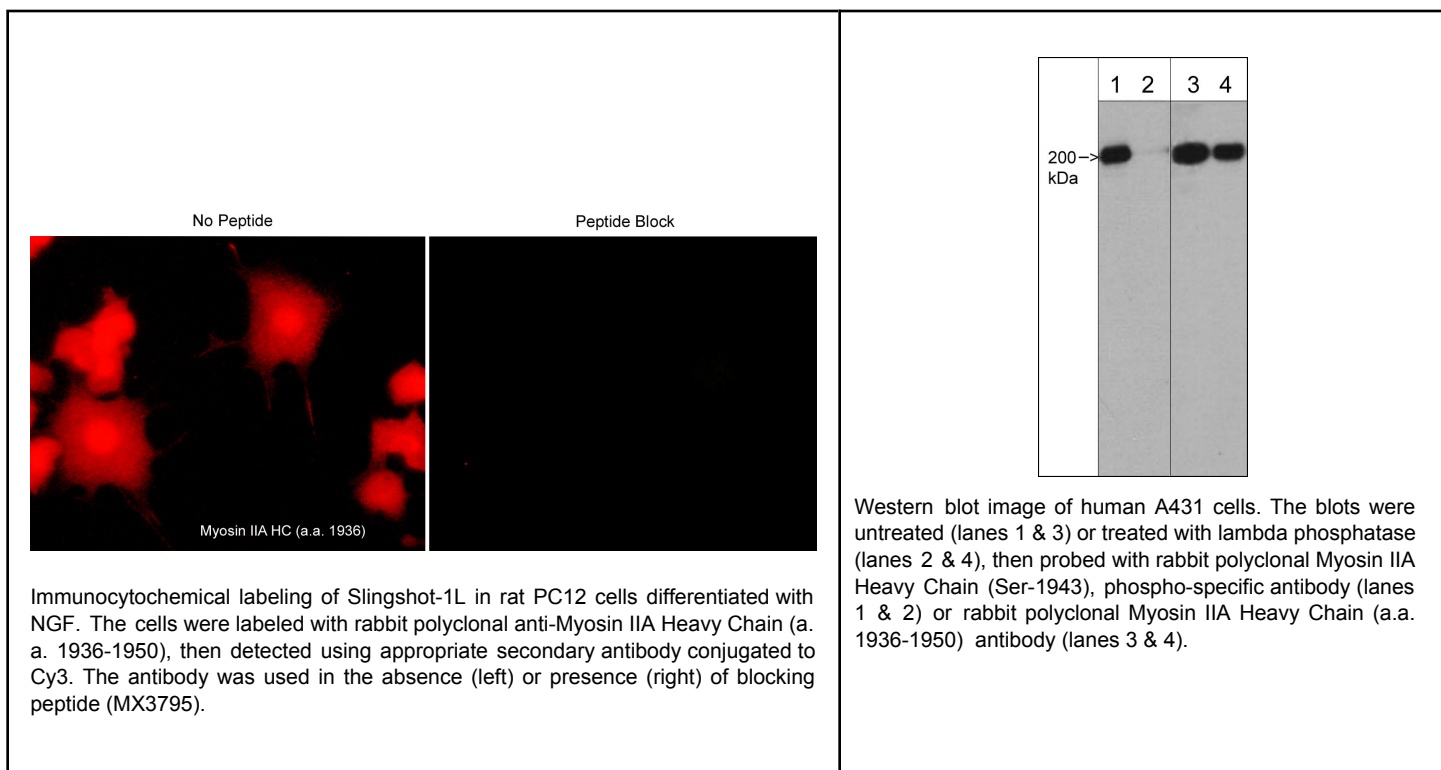 No Peptide
Peptide Block
Myosin IIA HC (a.a. 1936)
Immunocytochemical labeling of Slingshot-1L in rat PC12 cells differentiated with
NGF. The cells were labeled with rabbit polyclonal anti-Myosin IIA Heavy Chain (a.
a. 1936-1950), then detected using appropriate secondary antibody conjugated to
Cy3. The antibody was used in the absence (left) or presence (right) of blocking
peptide (MX3795).
1 2 3 4
200–>
kDa
Western blot image of human A431 cells. The blots were
untreated (lanes 1 & 3) or treated with lambda phosphatase
(lanes 2 & 4), then probed with rabbit polyclonal Myosin IIA
Heavy Chain (Ser-1943), phospho-specific antibody (lanes
1 & 2) or rabbit polyclonal Myosin IIA Heavy Chain (a.a.
1936-1950) antibody (lanes 3 & 4).